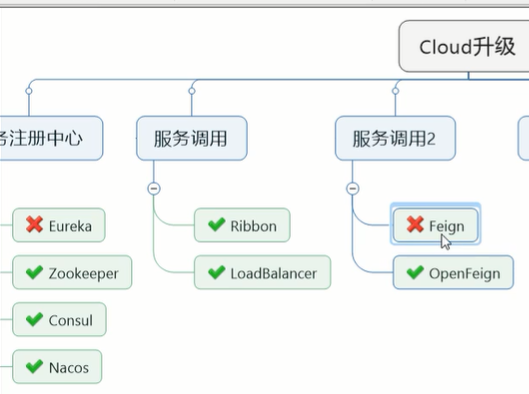 Cloud升级
务注册中心
服务调用
服务调用2
Eureka
Ribbon
Feign
Zookeeper
LoadBalancer
OpenFeign
Consul
Nacos